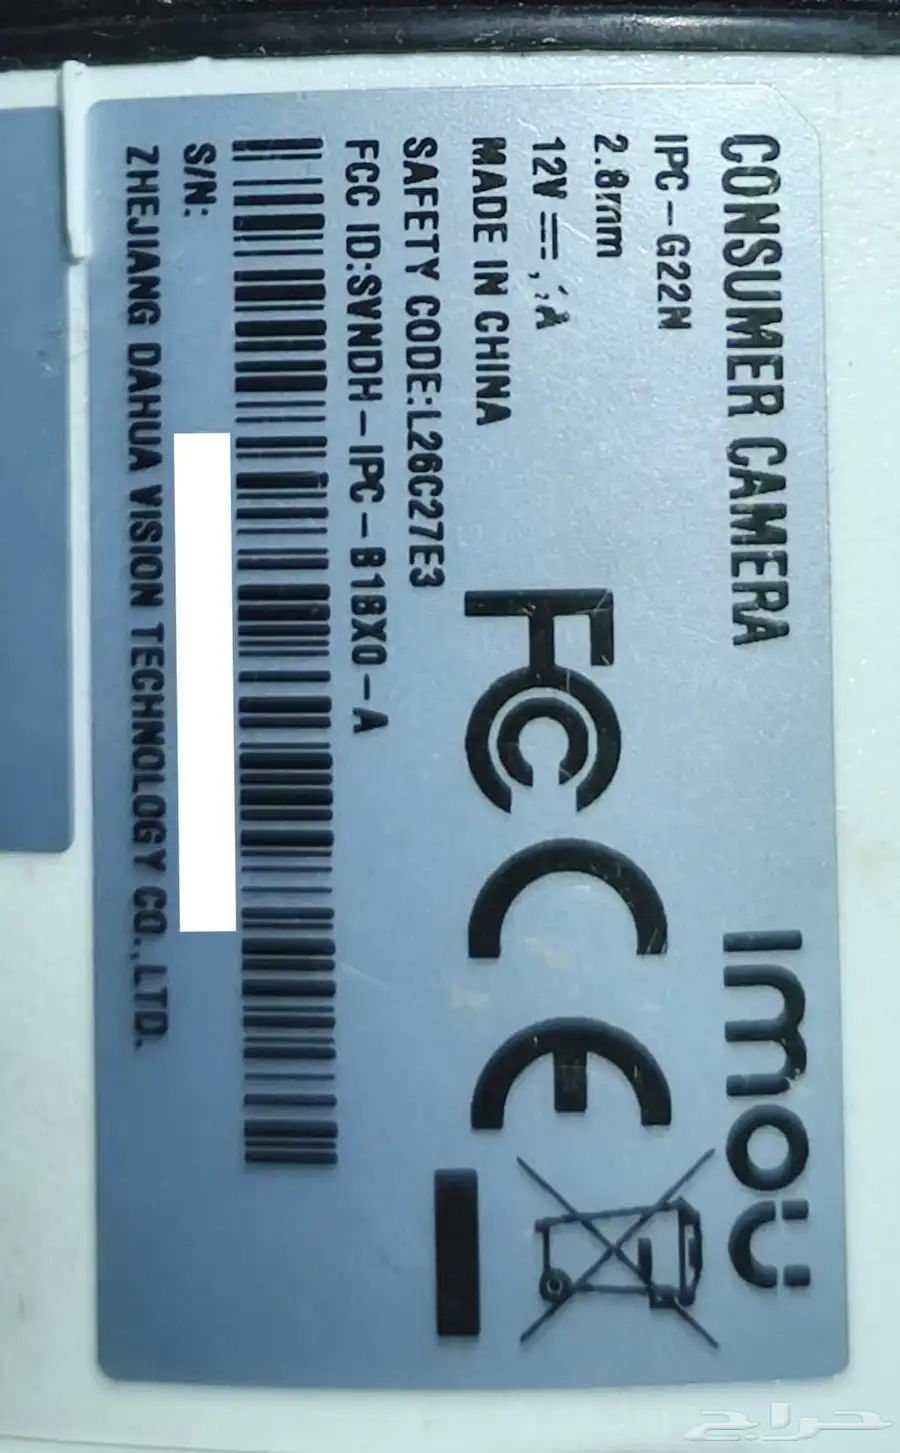 CONSUMER CAMERA
imou
IPC-G22N
2.8mm
12V ⎓, 1A
MADE IN CHINA
SAFETY CODE:L26C27E3
FCC ID:SVNDH-IPC-B1BX0-A
S/N:
ZHEJIANG DAHUA VISION TECHNOLOGY CO.,LTD.
FC CE
حراج